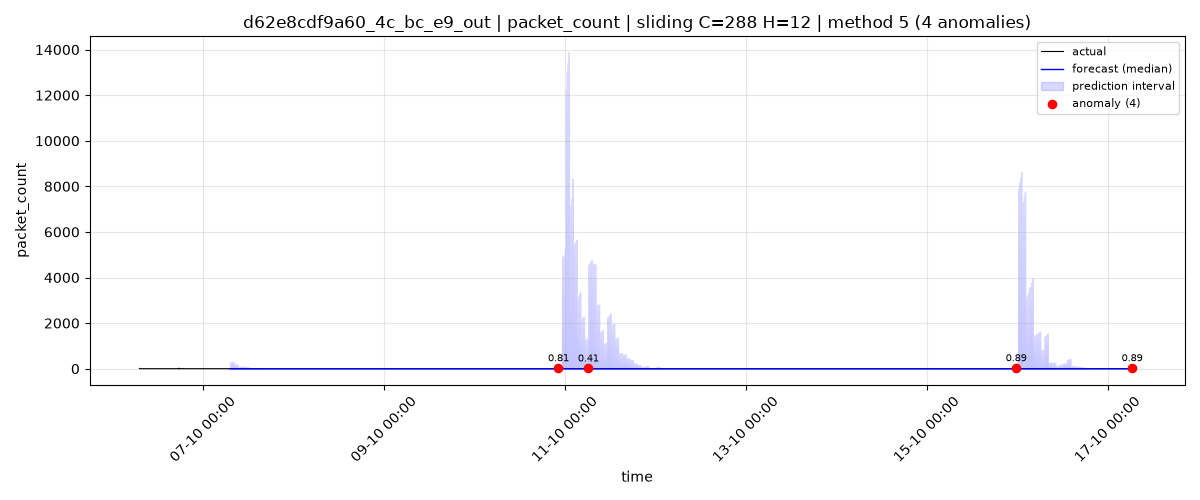 d62e8cdf9a60_4c_bc_e9_out | packet_count | sliding C=288 H=12 | method 5 (4 anomalies)
actual
forecast (median)
prediction interval
anomaly (4)
packet_count
14000
12000
10000
8000
6000
4000
2000
0
0.81
0.41
0.89
0.89
07-10 00:00
09-10 00:00
11-10 00:00
13-10 00:00
15-10 00:00
17-10 00:00
time